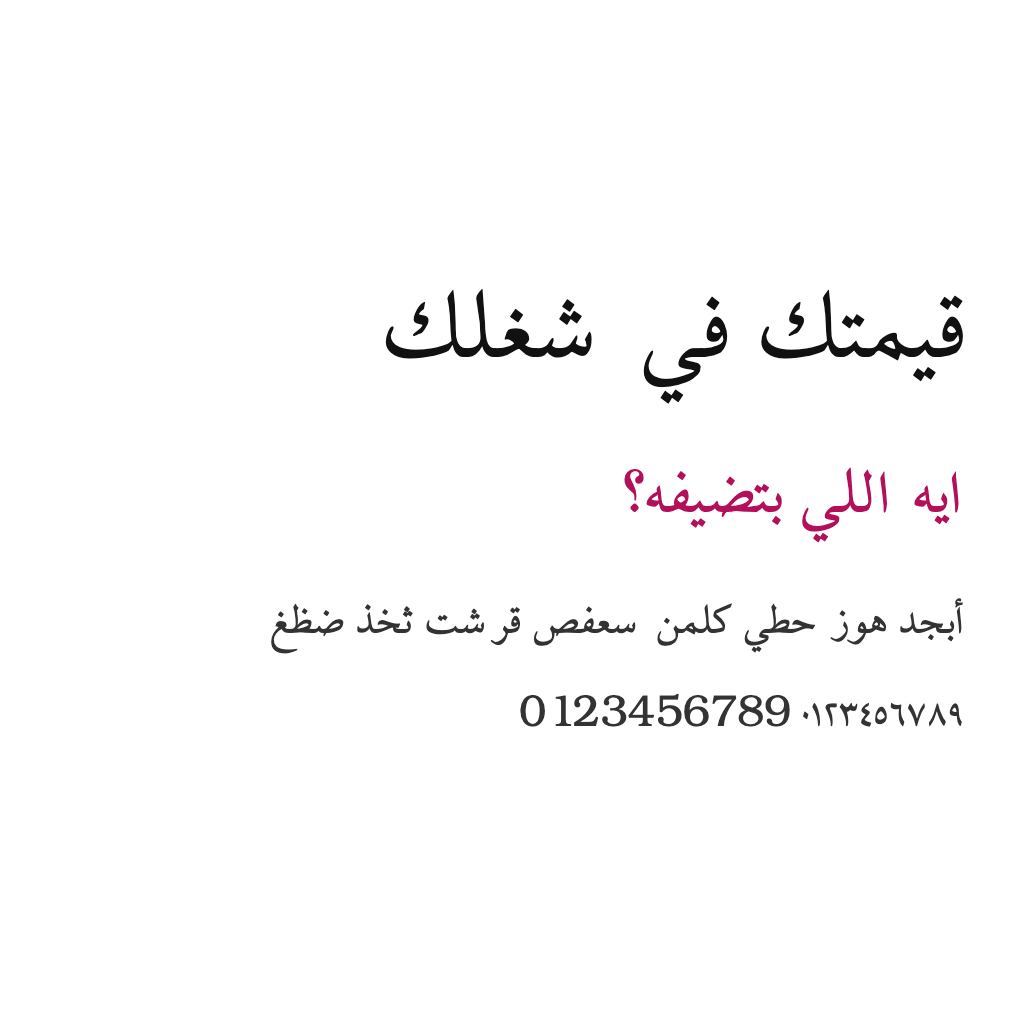 قيمتك في شغلك
ايه اللي بتضيفه؟
أبجد هوز حطي كلمن سعفص قرشت ثخذ ضظغ
٠١٢٣٤٥٦٧٨٩ 0123456789